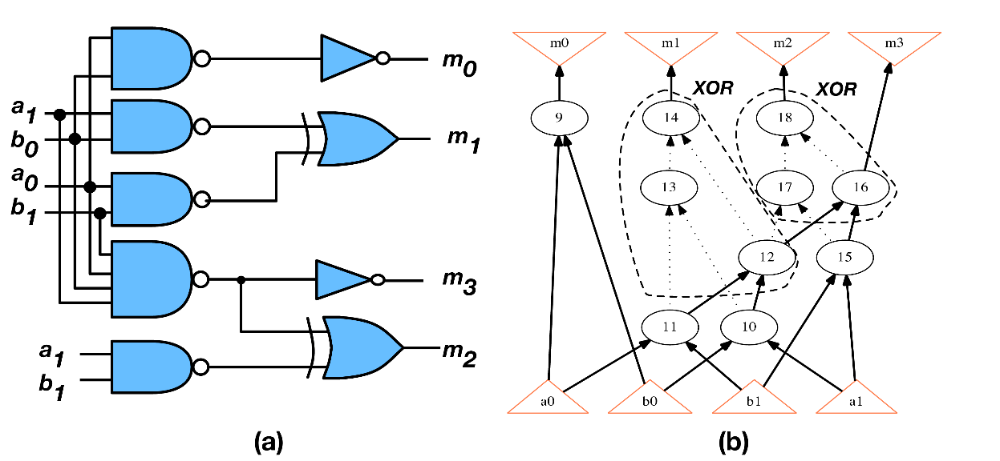 a1
b0
a0
b1
a1
b1
m0
m1
m3
m2
(a)
m0 m1 m2 m3
XOR XOR
9 14 18
13 17 16
12 15
11 10
a0 b0 b1 a1
(b)